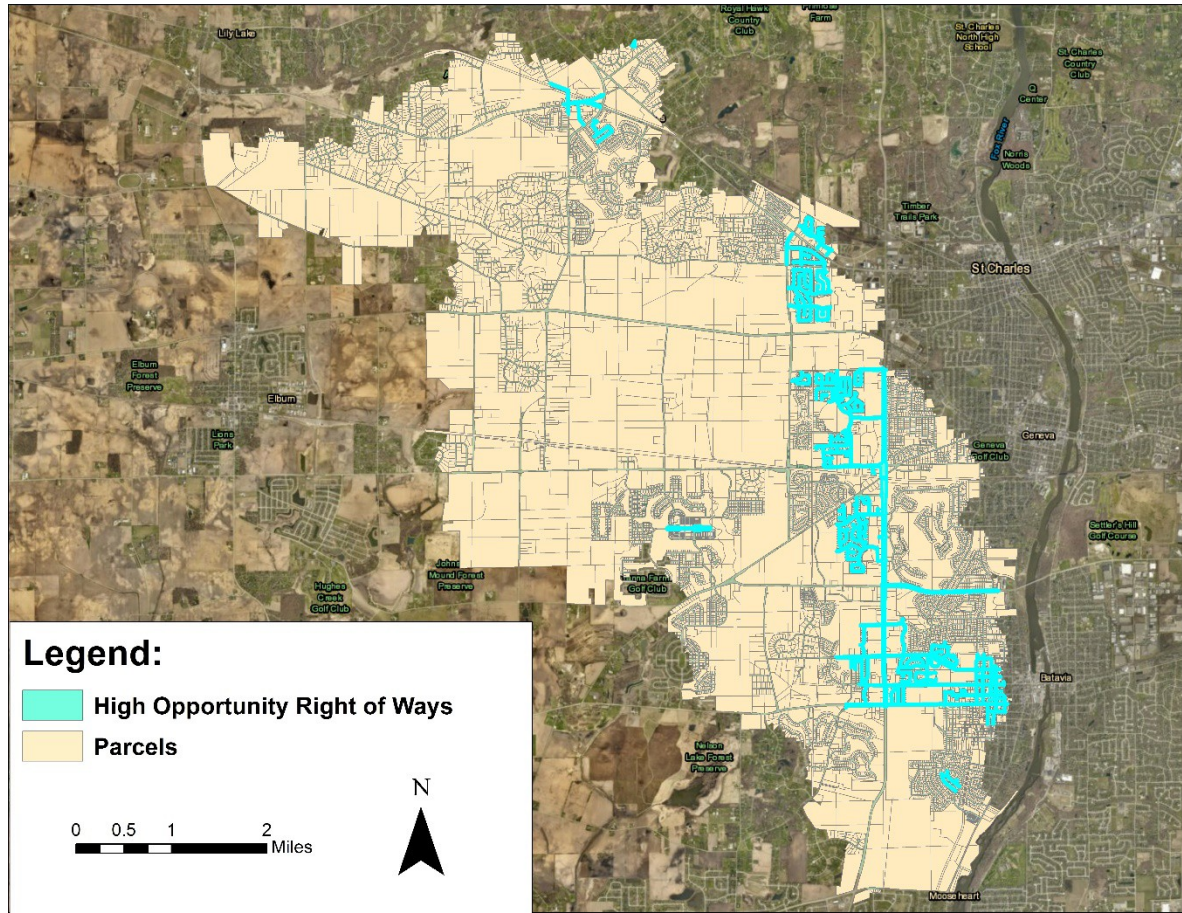 Royal Hawk
Country
Club
Primrose
Farm
Lily Lake
St. Charles
North High
School
St. Charles
Country
Club
Q
Center
Fox River
Norris
Woods
Timber
Trails Park
St Charles
Elburn
Forest
Preserve
Elburn
Lions
Park
Geneva
Golf Club
Geneva
Settler's Hill
Golf Course
Johns
Mound Forest
Preserve
Hughes
Creek
Golf Club
Golf Club
Batavia
Nelson
Lake Forest
Preserve
Mooseheart
Legend:
High Opportunity Right of Ways
Parcels
N
0 0.5 1 2
Miles